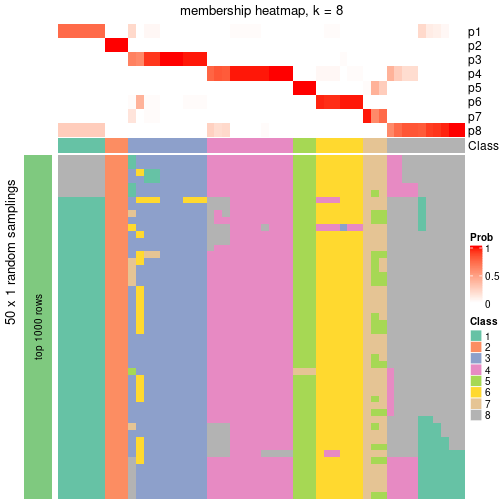 membership heatmap, k = 8
p1
p2
p3
p4
p5
p6
p7
p8
Class
50 x 1 random samplings
top 1000 rows
Prob
1
0.5
0
Class
1
2
3
4
5
6
7
8